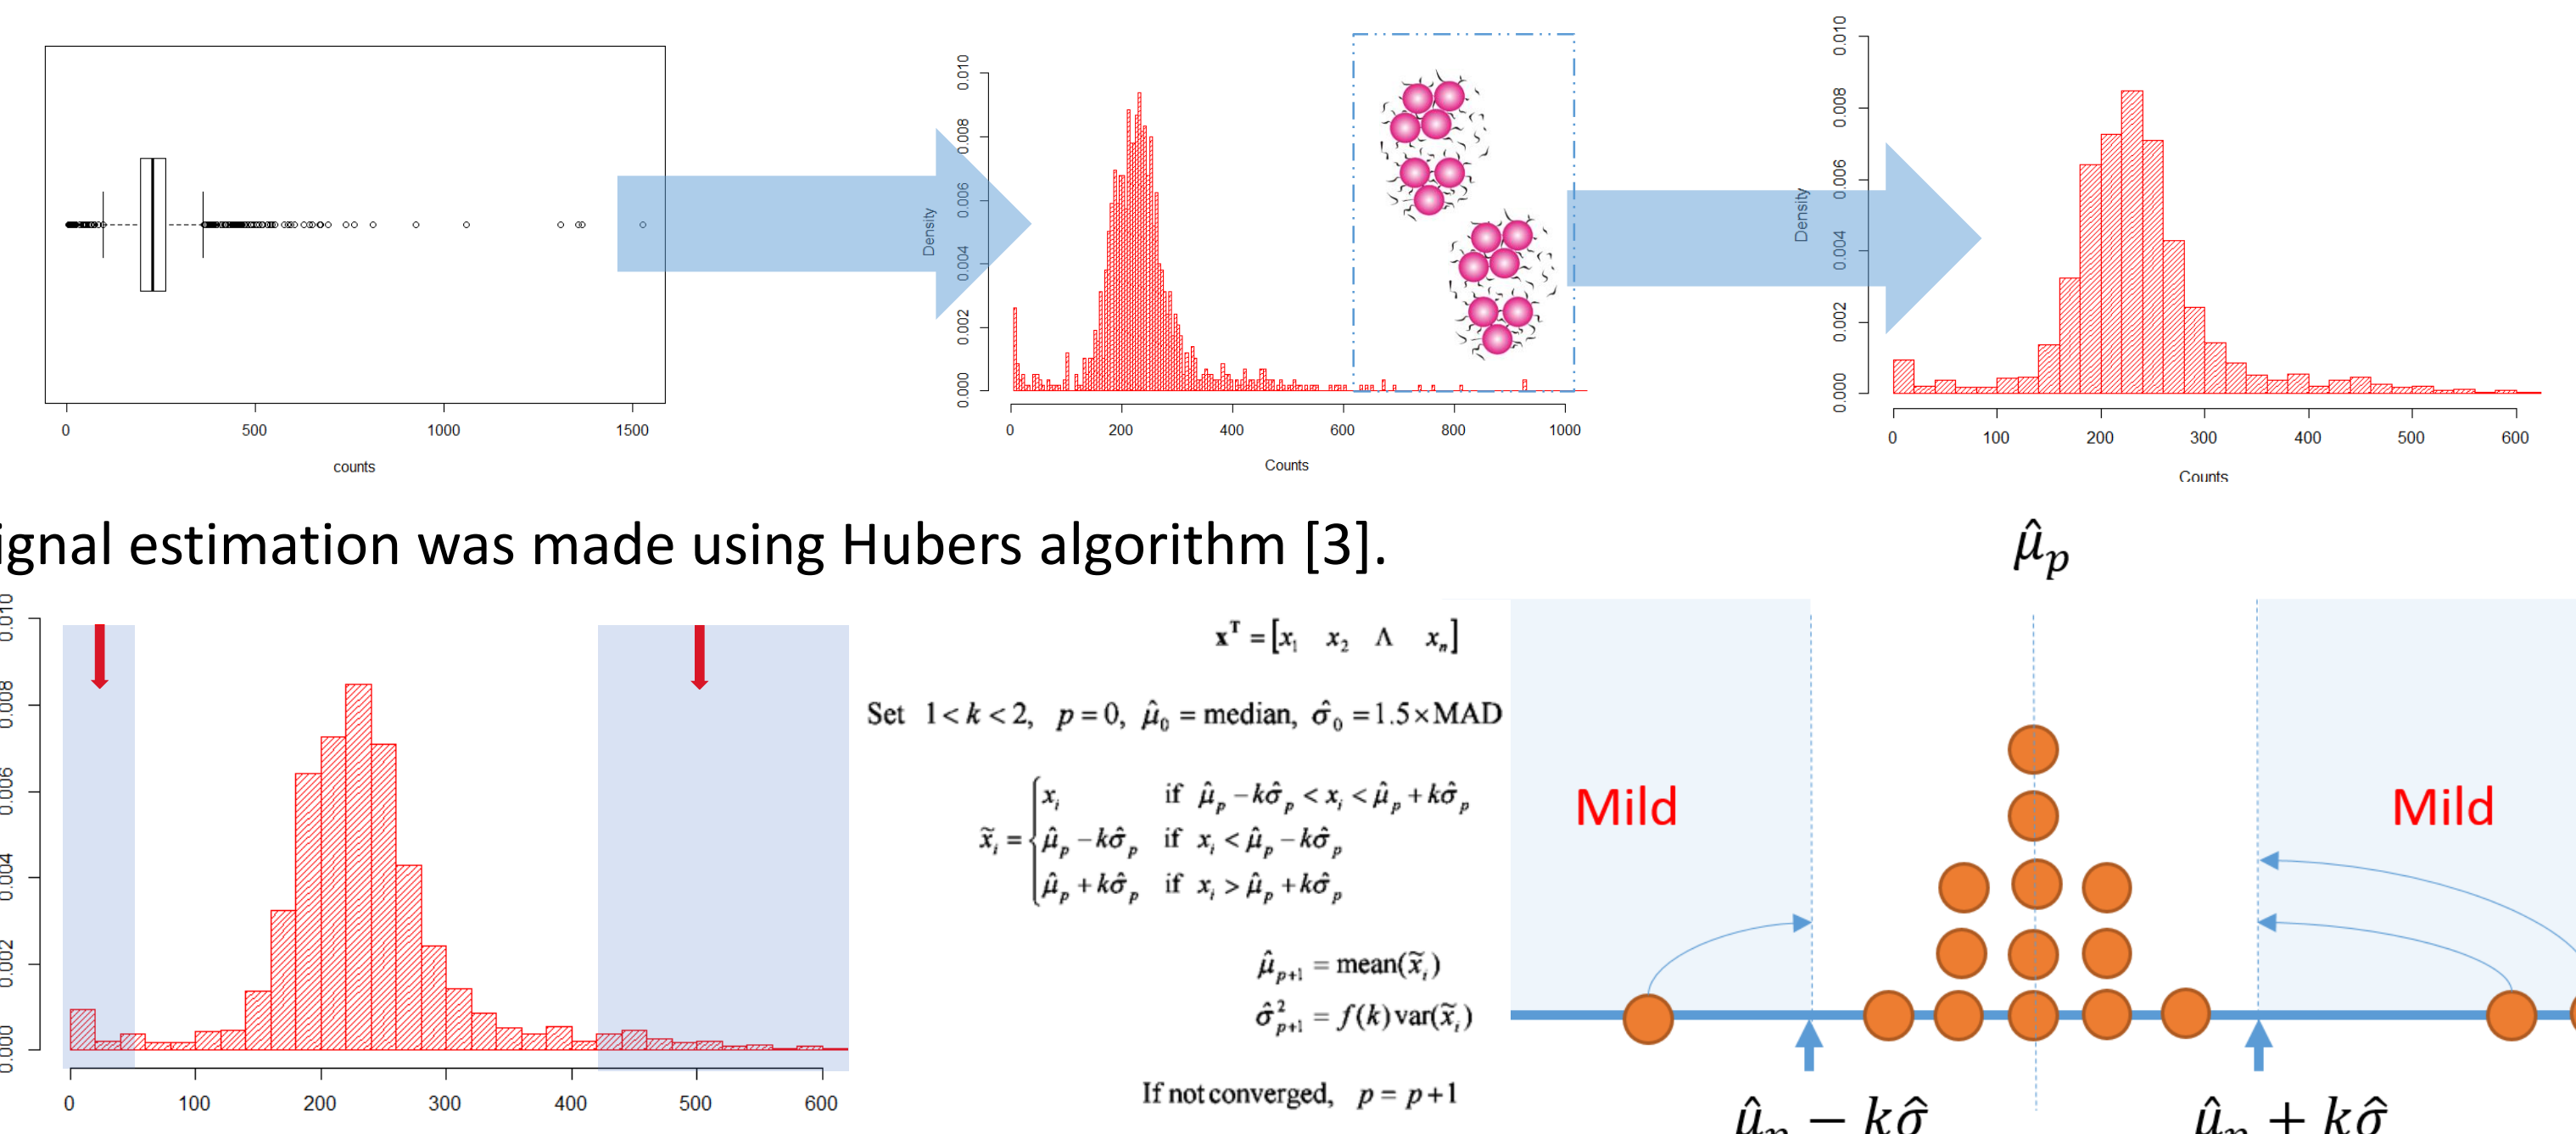 0 500 1000 1500
counts
0.000 0.002 0.004 0.006 0.008 0.010
Density
0 200 400 600 800 1000
Counts
0.000 0.002 0.004 0.006 0.008 0.010
Density
0 100 200 300 400 500 600
Counts
ignal estimation was made using Hubers algorithm [3].
μ̂ₚ
0.000 0.002 0.004 0.006 0.008 0.010
0 100 200 300 400 500 600
xᵀ = [x₁ x₂ Λ xₙ]
Set 1 < k < 2, p = 0, μ̂₀ = median, σ̂₀ = 1.5 × MAD
x̃ᵢ = { xᵢ if μ̂ₚ − kσ̂ₚ < xᵢ < μ̂ₚ + kσ̂ₚ
μ̂ₚ − kσ̂ₚ if xᵢ < μ̂ₚ − kσ̂ₚ
μ̂ₚ + kσ̂ₚ if xᵢ > μ̂ₚ + kσ̂ₚ
μ̂ₚ₊₁ = mean(x̃ᵢ)
σ̂²ₚ₊₁ = f(k) var(x̃ᵢ)
If not converged, p = p + 1
Mild
Mild
μ̂ₚ − kσ̂
μ̂ₚ + kσ̂